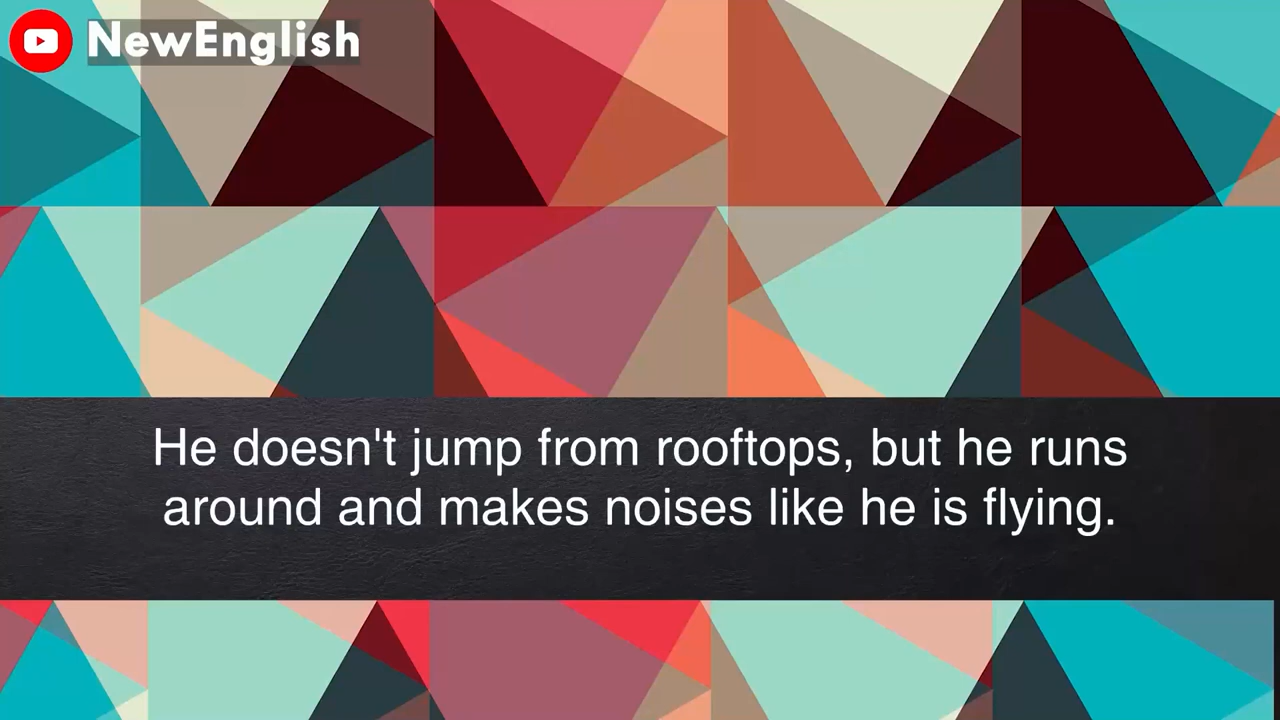 NewEnglish
He doesn't jump from rooftops, but he runs
around and makes noises like he is flying.